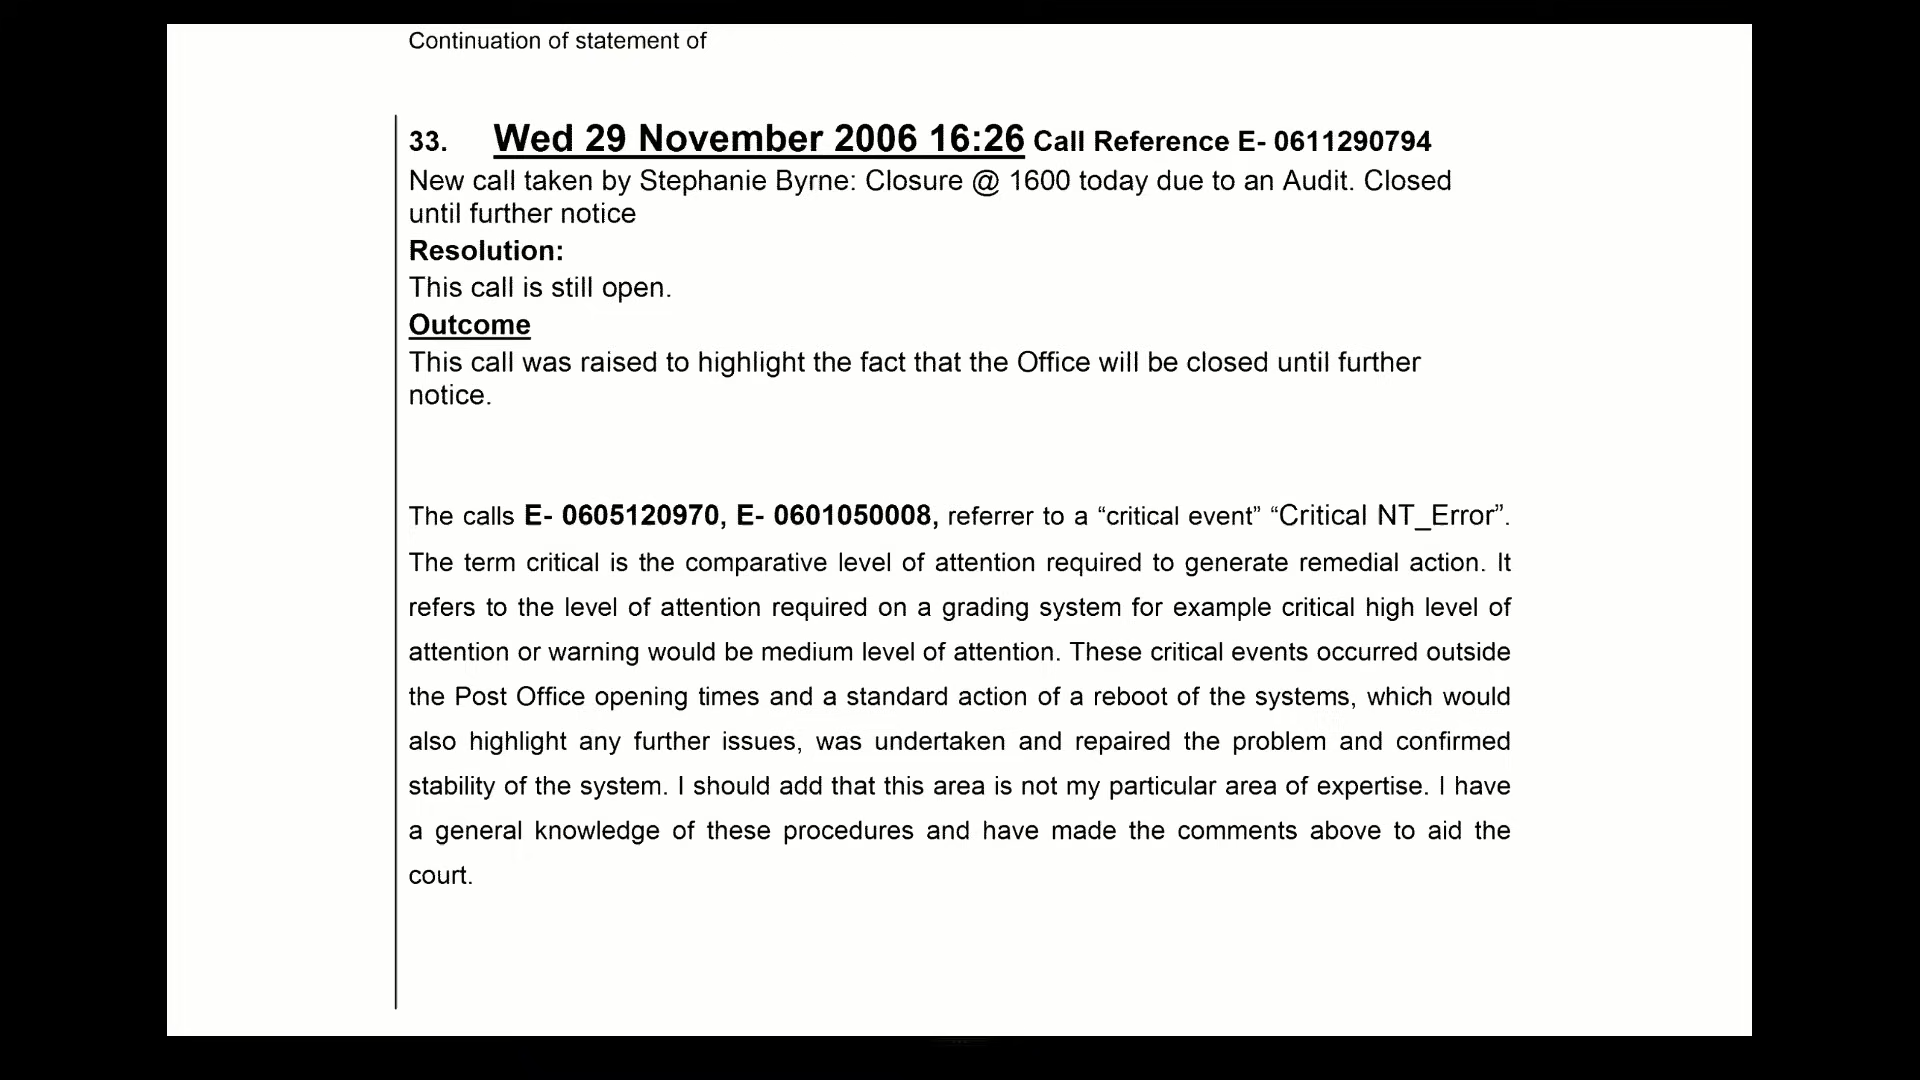 Continuation of statement of
33. Wed 29 November 2006 16:26 Call Reference E- 0611290794
New call taken by Stephanie Byrne: Closure @ 1600 today due to an Audit. Closed
until further notice
Resolution:
This call is still open.
Outcome
This call was raised to highlight the fact that the Office will be closed until further
notice.
The calls E- 0605120970, E- 0601050008, referrer to a “critical event” “Critical NT_Error”.
The term critical is the comparative level of attention required to generate remedial action. It
refers to the level of attention required on a grading system for example critical high level of
attention or warning would be medium level of attention. These critical events occurred outside
the Post Office opening times and a standard action of a reboot of the systems, which would
also highlight any further issues, was undertaken and repaired the problem and confirmed
stability of the system. I should add that this area is not my particular area of expertise. I have
a general knowledge of these procedures and have made the comments above to aid the
court.